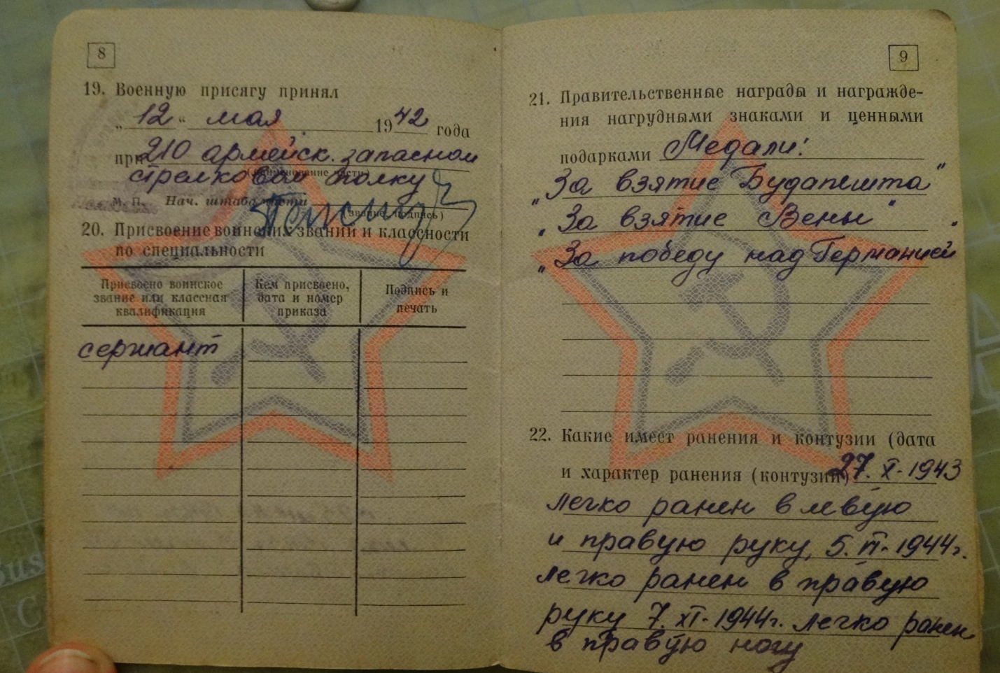 8
19. Военную присягу принял
„ 12 “ мая 1942 года
при 210 армейск. запасном
(наименование части)
стрелковом полку
М. П. Нач. штаба части
(звание, подпись)
20. Присвоение воинских званий и классности
по специальности
Присвоено воинское
звание или классная
квалификация
Кем присвоено,
дата и номер
приказа
Подпись и
печать
сержант
9
21. Правительственные награды и награжде-
ния нагрудными знаками и ценными
подарками Медали:
„За взятие Будапешта“
„За взятие Вены“
„За победу над Германией“
22. Какие имеет ранения и контузии (дата
и характер ранения (контузии) 27. X - 1943
легко ранен в левую
и правую руку, 5. II - 1944г.
легко ранен в правую
руку 7. XI - 1944г. легко ранен
в правую ногу